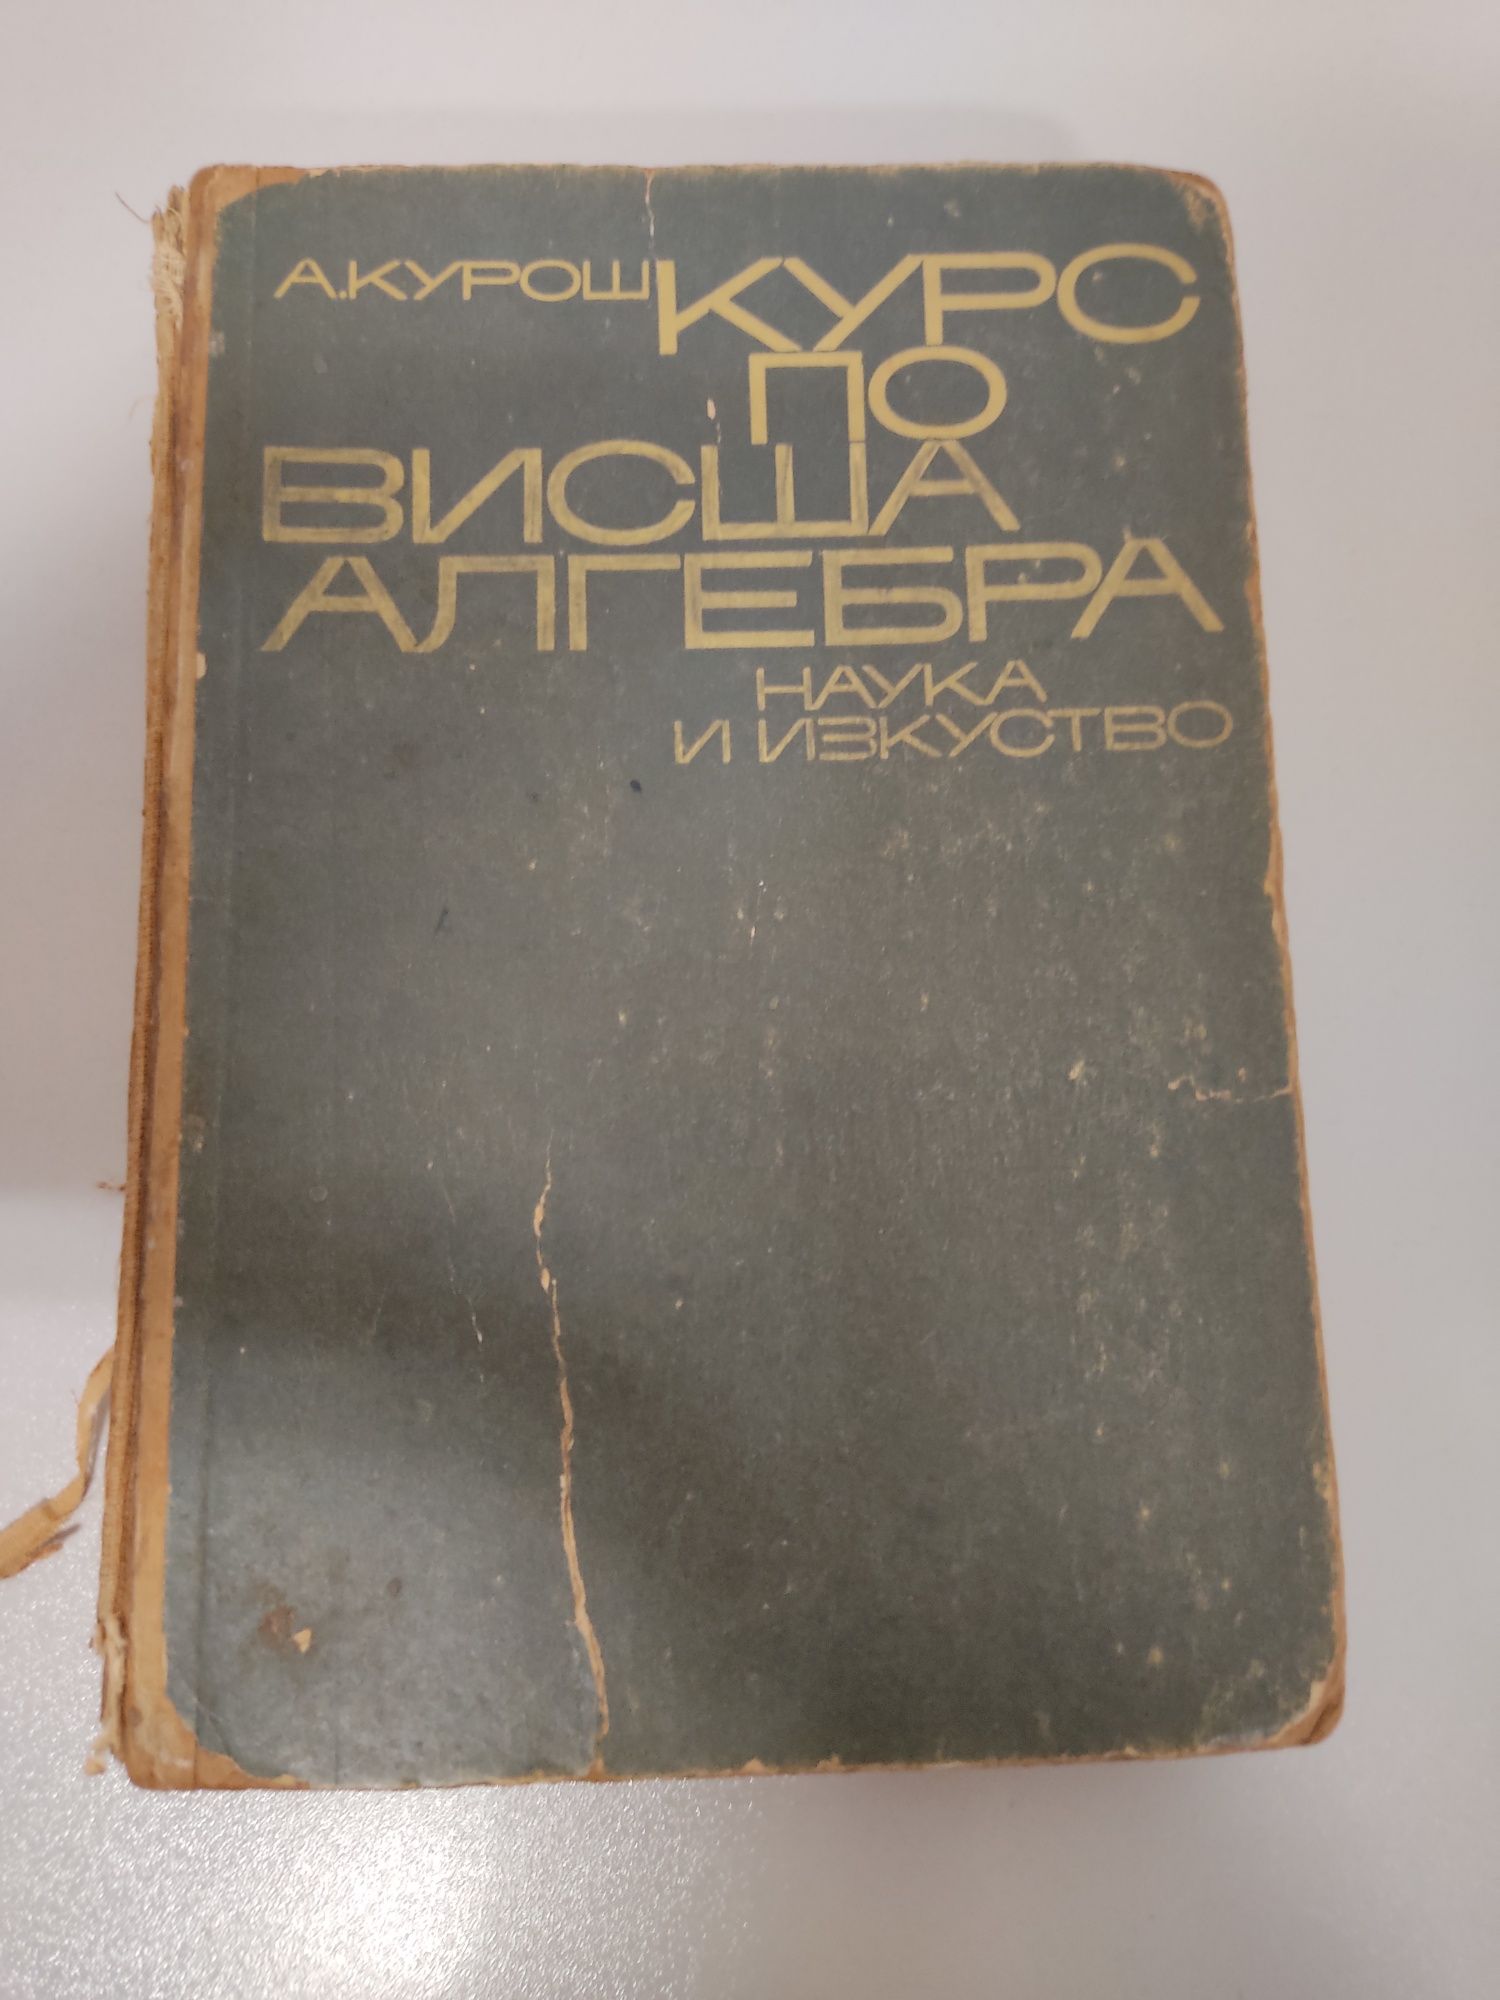 А.КУРОШ КУРС
ПО
ВИСША
АЛГЕБРА
НАУКА
И ИЗКУСТВО